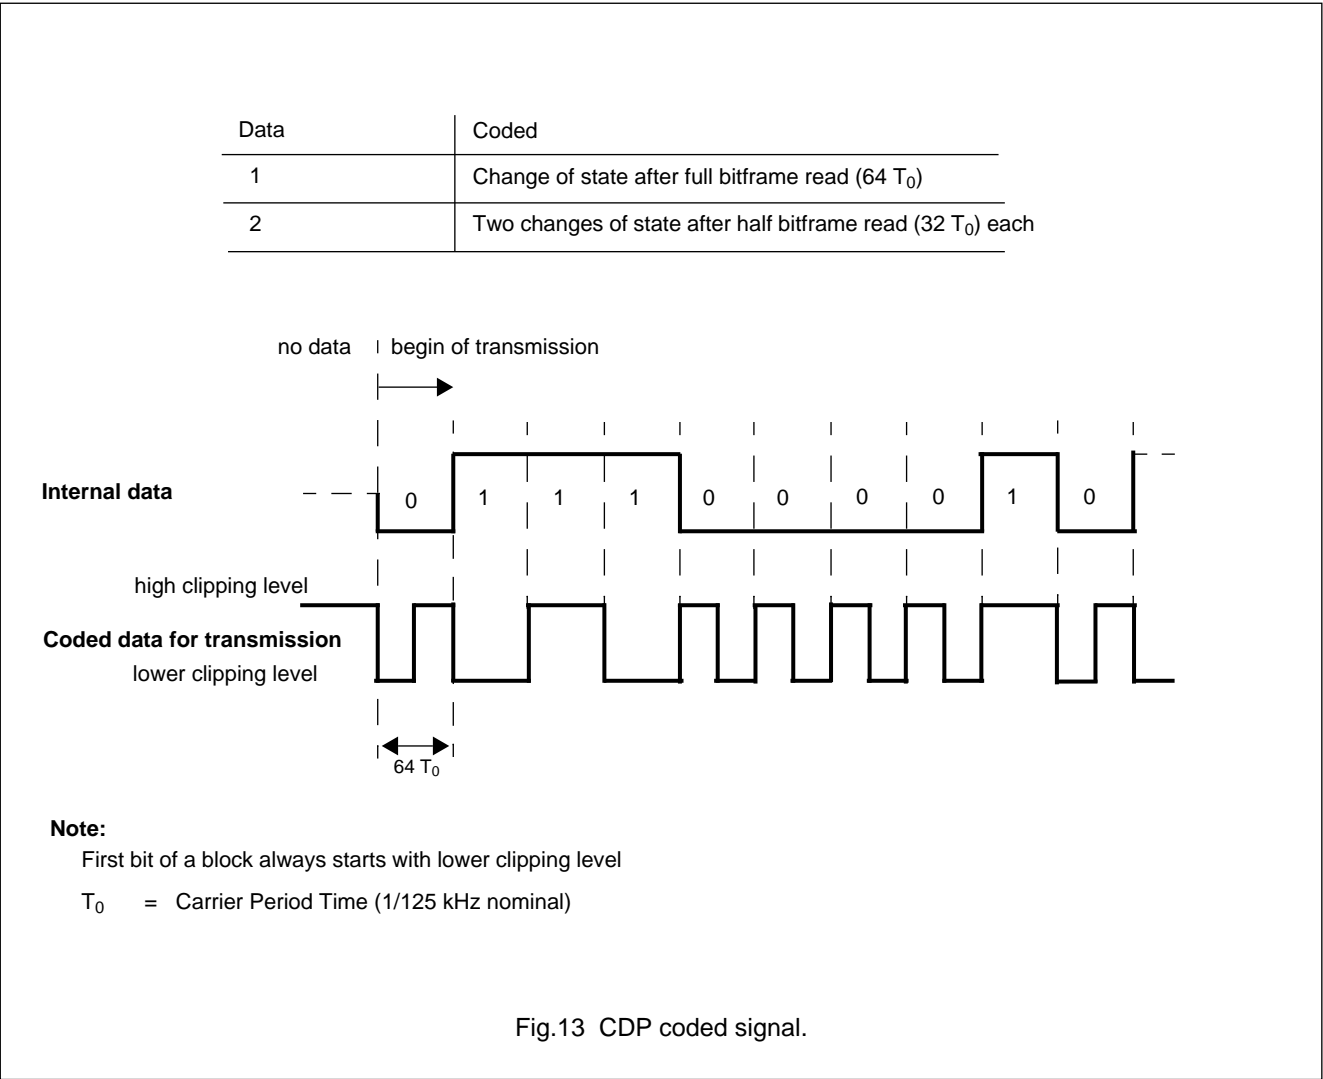 Data Coded
1 Change of state after full bitframe read (64 T0)
2 Two changes of state after half bitframe read (32 T0) each
no data begin of transmission
Internal data
0 1 1 1 0 0 0 0 1 0
high clipping level
Coded data for transmission
lower clipping level
64 T0
Note:
First bit of a block always starts with lower clipping level
T0 = Carrier Period Time (1/125 kHz nominal)
Fig.13 CDP coded signal.